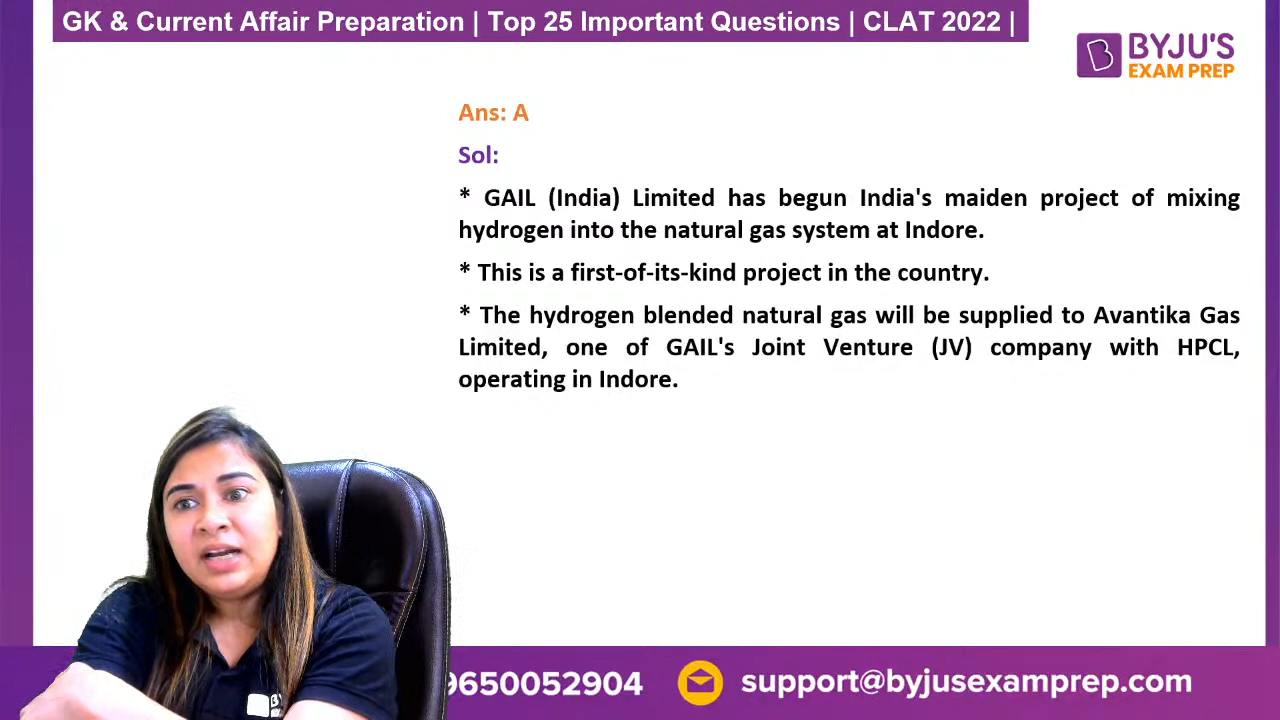 GK & Current Affair Preparation | Top 25 Important Questions | CLAT 2022 |
BYJU'S
EXAM PREP
Ans: A
Sol:
* GAIL (India) Limited has begun India's maiden project of mixing
hydrogen into the natural gas system at Indore.
* This is a first-of-its-kind project in the country.
* The hydrogen blended natural gas will be supplied to Avantika Gas
Limited, one of GAIL's Joint Venture (JV) company with HPCL,
operating in Indore.
9650052904
support@byjusexamprep.com